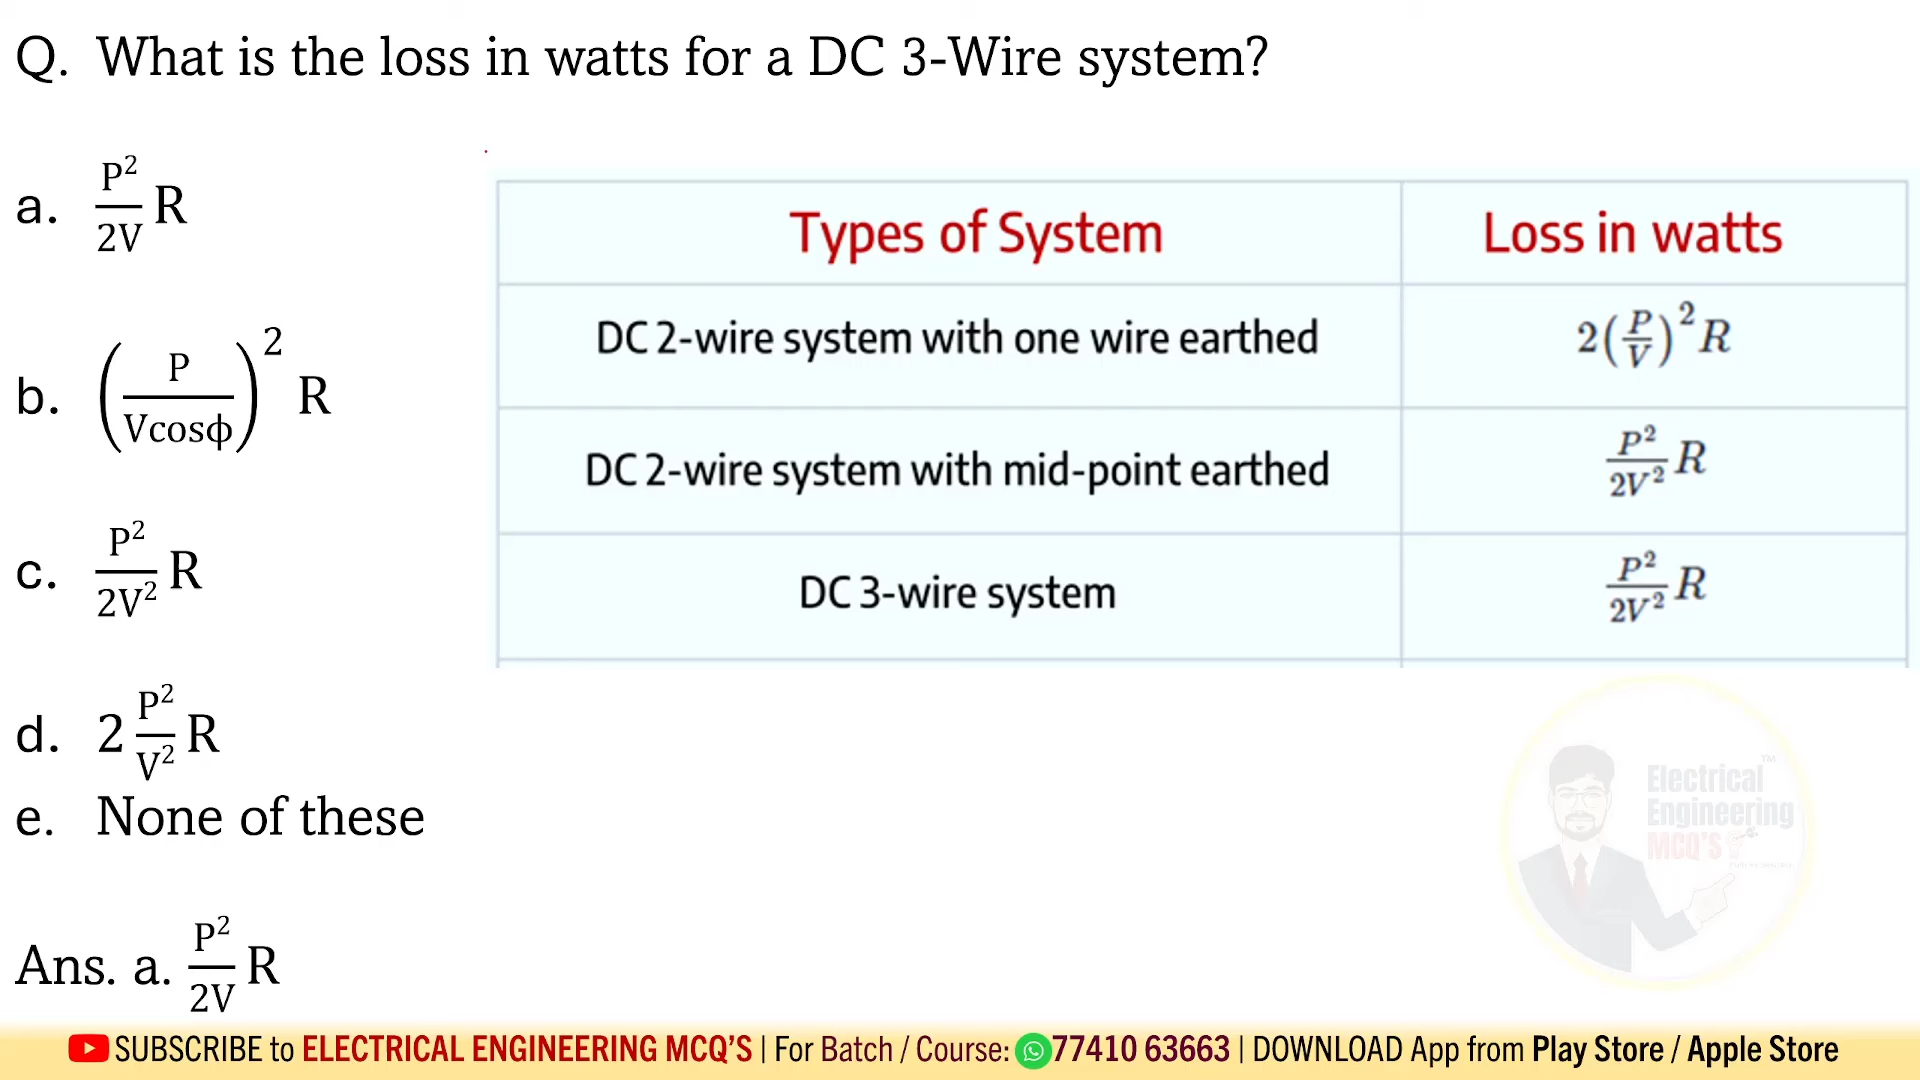 Q. What is the loss in watts for a DC 3-Wire system?
a. P²/2V R
b. (P/Vcosϕ)² R
c. P²/2V² R
d. 2 P²/V² R
e. None of these
Ans. a. P²/2V R
Types of System Loss in watts
DC 2-wire system with one wire earthed 2(P/V)² R
DC 2-wire system with mid-point earthed P²/2V² R
DC 3-wire system P²/2V² R
Electrical™
Engineering
MCQ'S
SUBSCRIBE to ELECTRICAL ENGINEERING MCQ'S | For Batch / Course: 77410 63663 | DOWNLOAD App from Play Store / Apple Store